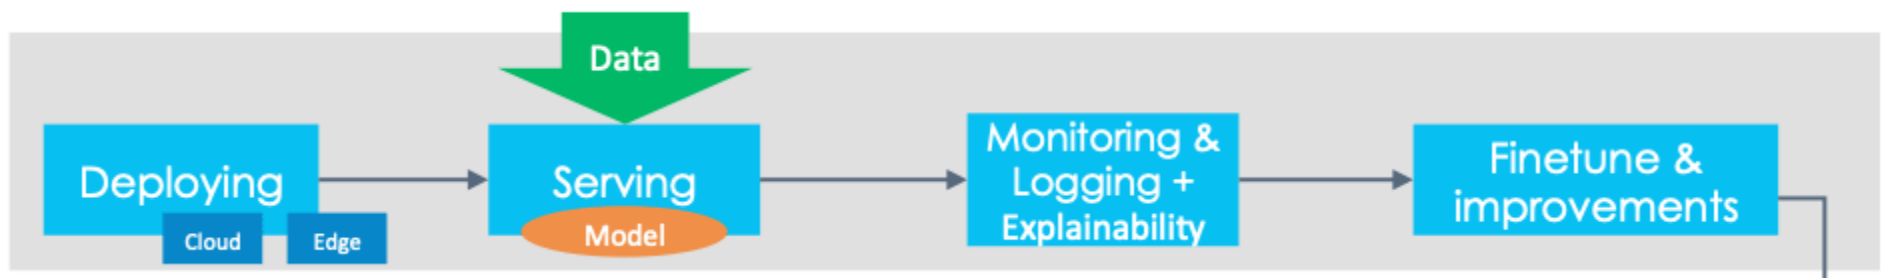 Data
Deploying
Cloud
Edge
Serving
Model
Monitoring &
Logging +
Explainability
Finetune &
improvements